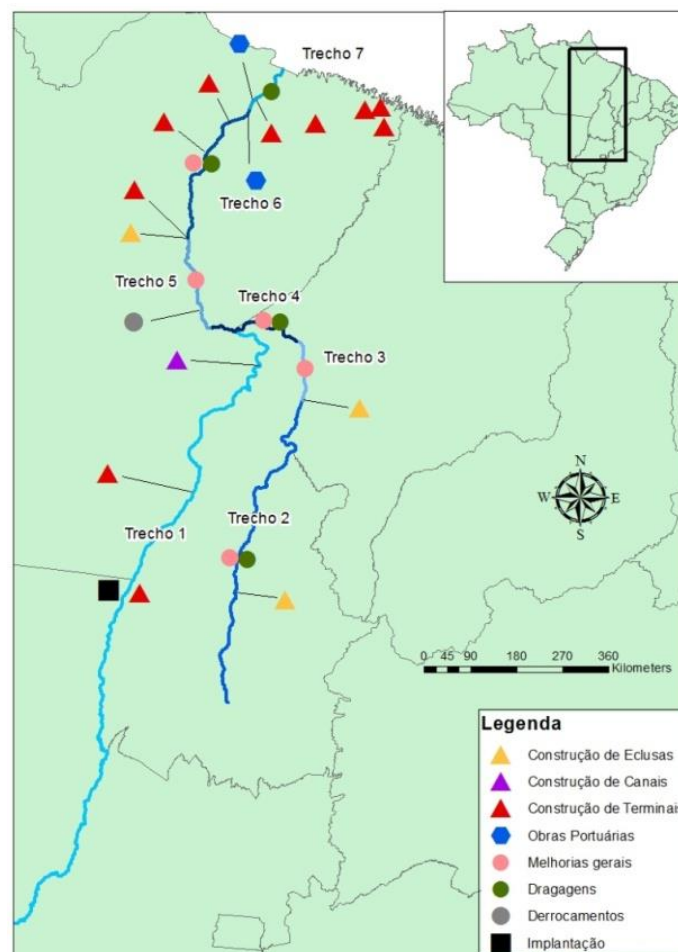 Trecho 7
Trecho 6
Trecho 5
Trecho 4
Trecho 3
Trecho 1
Trecho 2
N
W E
S
0 45 90 180 270 360
Kilometers
Legenda
Construção de Eclusas
Construção de Canais
Construção de Terminais
Obras Portuárias
Melhorias gerais
Dragagens
Derrocamentos
Implantação